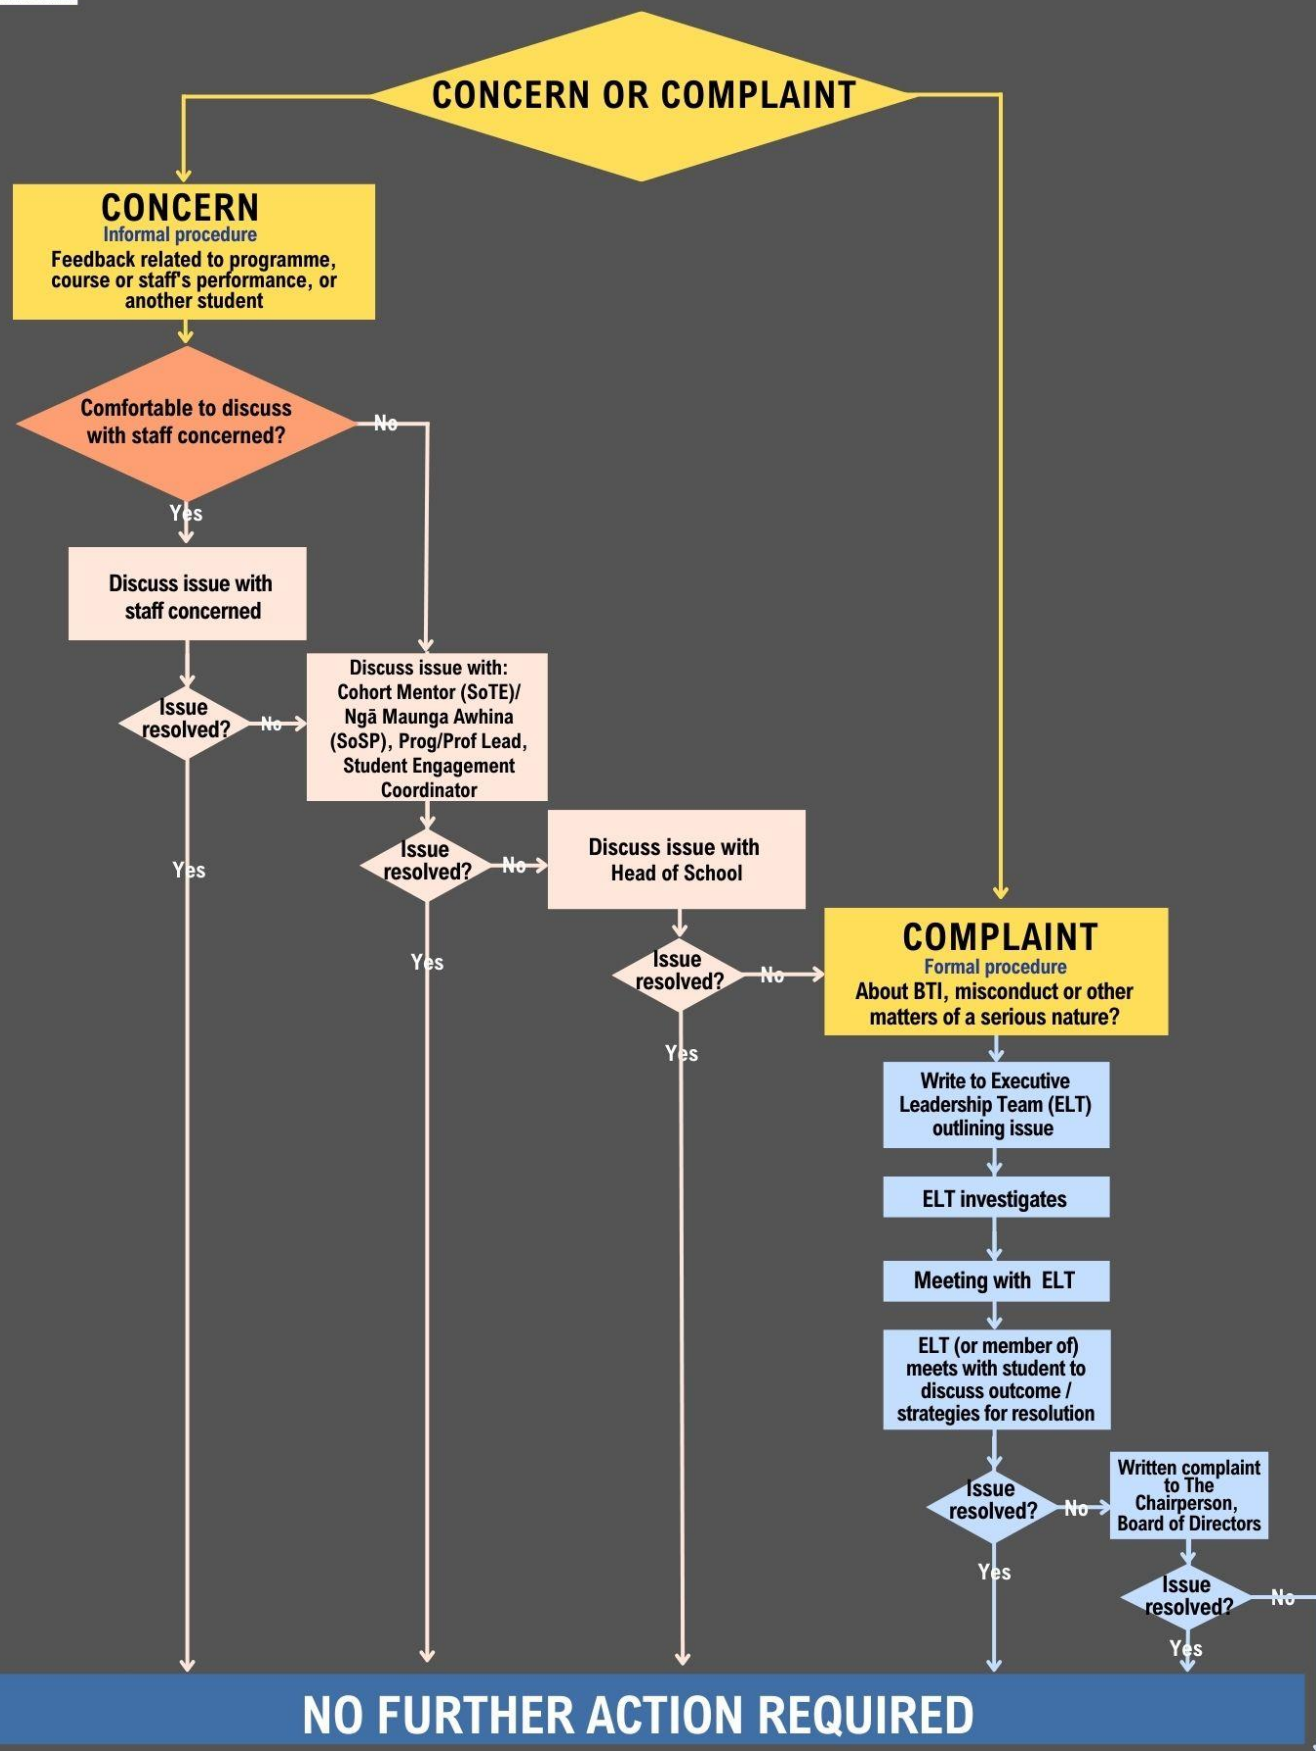 CONCERN OR COMPLAINT
CONCERN
Informal procedure
Feedback related to programme,
course or staff's performance, or
another student
Comfortable to discuss
with staff concerned?
No
Yes
Discuss issue with
staff concerned
Issue
resolved?
No
Yes
Discuss issue with:
Cohort Mentor (SoTE)/
Ngā Maunga Awhina
(SoSP), Prog/Prof Lead,
Student Engagement
Coordinator
Issue
resolved?
No
Yes
Discuss issue with
Head of School
Issue
resolved?
No
Yes
COMPLAINT
Formal procedure
About BTI, misconduct or other
matters of a serious nature?
Write to Executive
Leadership Team (ELT)
outlining issue
ELT investigates
Meeting with ELT
ELT (or member of)
meets with student to
discuss outcome /
strategies for resolution
Issue
resolved?
No
Yes
Written complaint
to The
Chairperson,
Board of Directors
Issue
resolved?
No
Yes
NO FURTHER ACTION REQUIRED